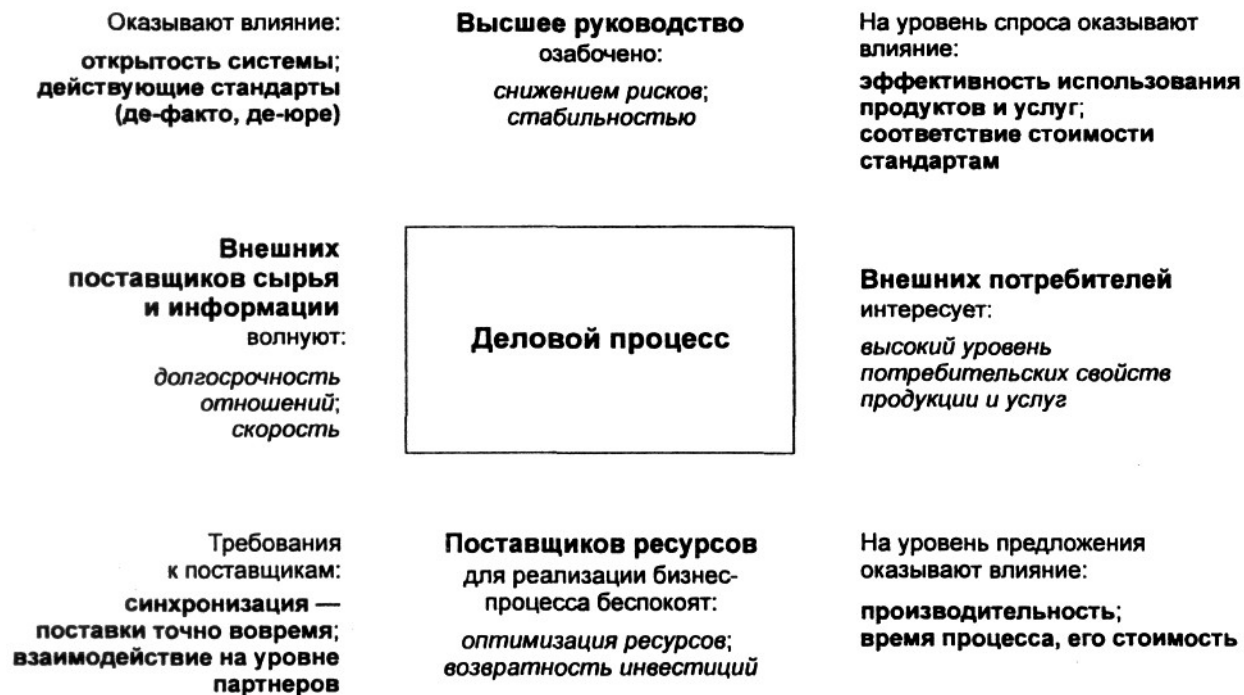 Оказывают влияние:
открытость системы;
действующие стандарты
(де-факто, де-юре)
Высшее руководство
озабочено:
снижением рисков;
стабильностью
На уровень спроса оказывают
влияние:
эффективность использования
продуктов и услуг;
соответствие стоимости
стандартам
Внешних
поставщиков сырья
и информации
волнуют:
долгосрочность
отношений;
скорость
Деловой процесс
Внешних потребителей
интересует:
высокий уровень
потребительских свойств
продукции и услуг
Требования
к поставщикам:
синхронизация —
поставки точно вовремя;
взаимодействие на уровне
партнеров
Поставщиков ресурсов
для реализации бизнес-
процесса беспокоят:
оптимизация ресурсов;
возвратность инвестиций
На уровень предложения
оказывают влияние:
производительность;
время процесса, его стоимость